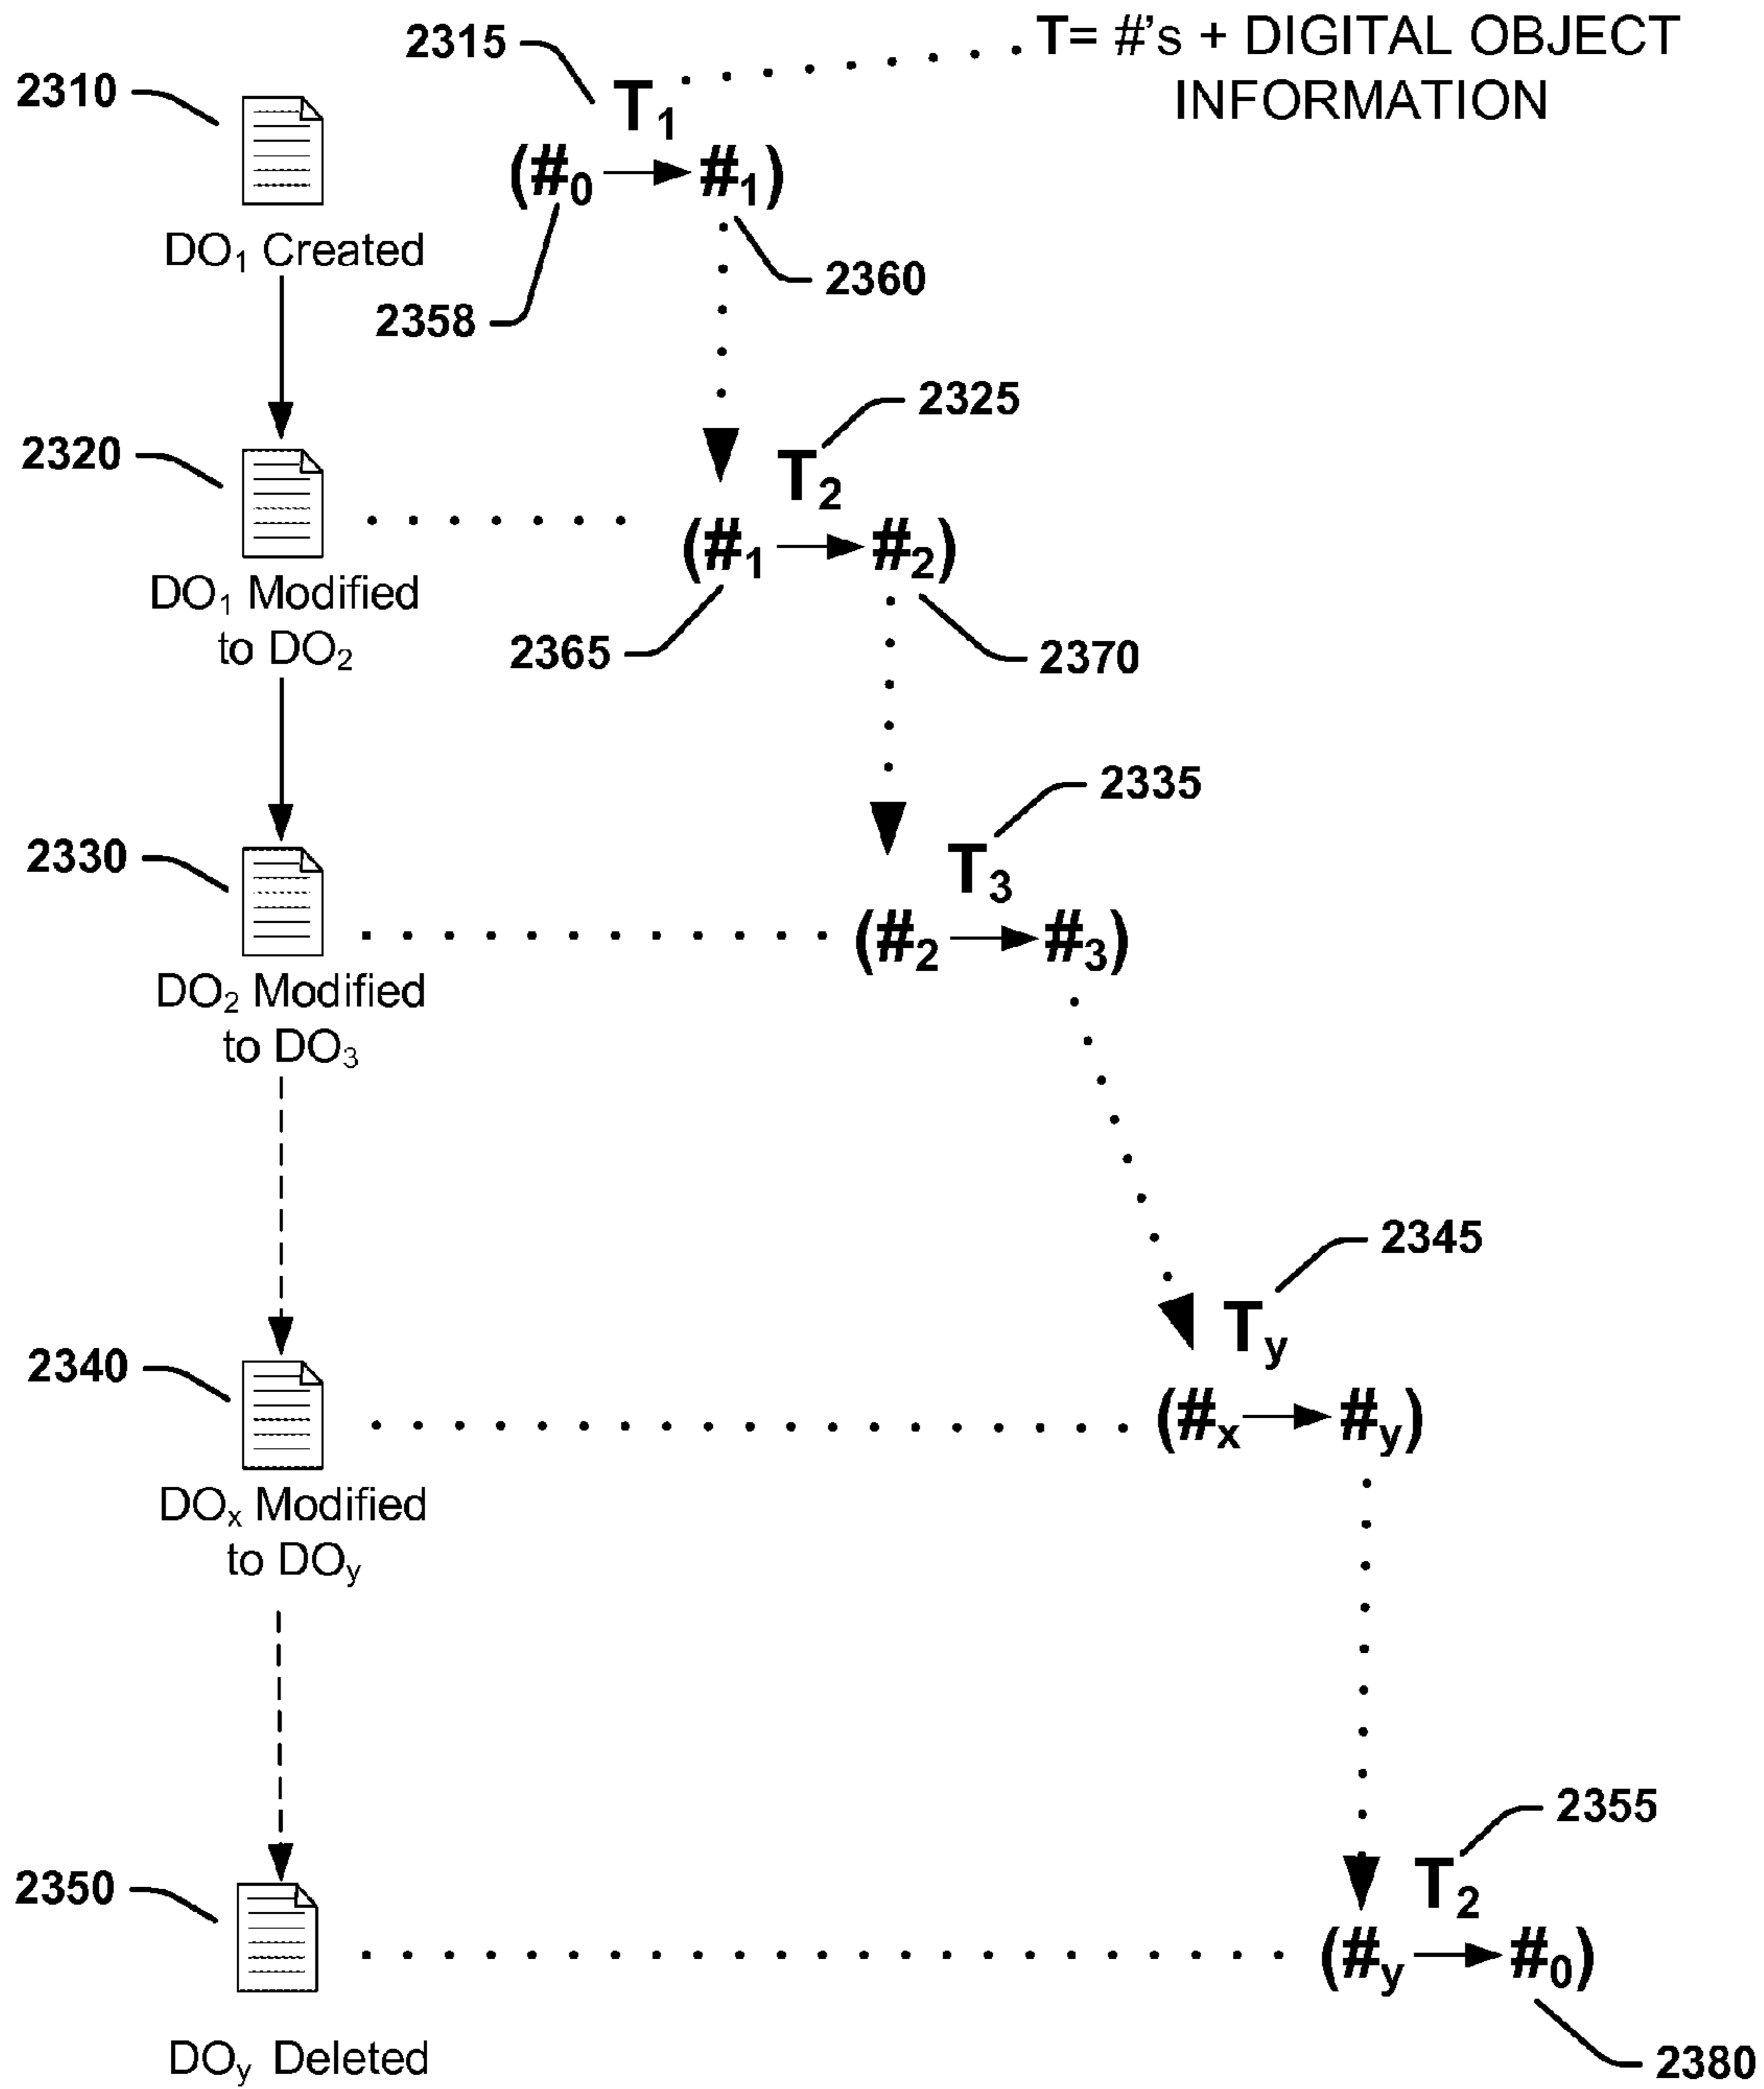 2315
T= #'s + DIGITAL OBJECT
INFORMATION
2310
T1
(#0 → #1)
DO1 Created
2358
2360
2325
2320
T2
(#1 → #2)
DO1 Modified
to DO2
2365
2370
2335
2330
T3
(#2 → #3)
DO2 Modified
to DO3
2345
2340
Ty
(#x → #y)
DOx Modified
to DOy
2355
2350
T2
(#y → #0)
DOy Deleted
2380